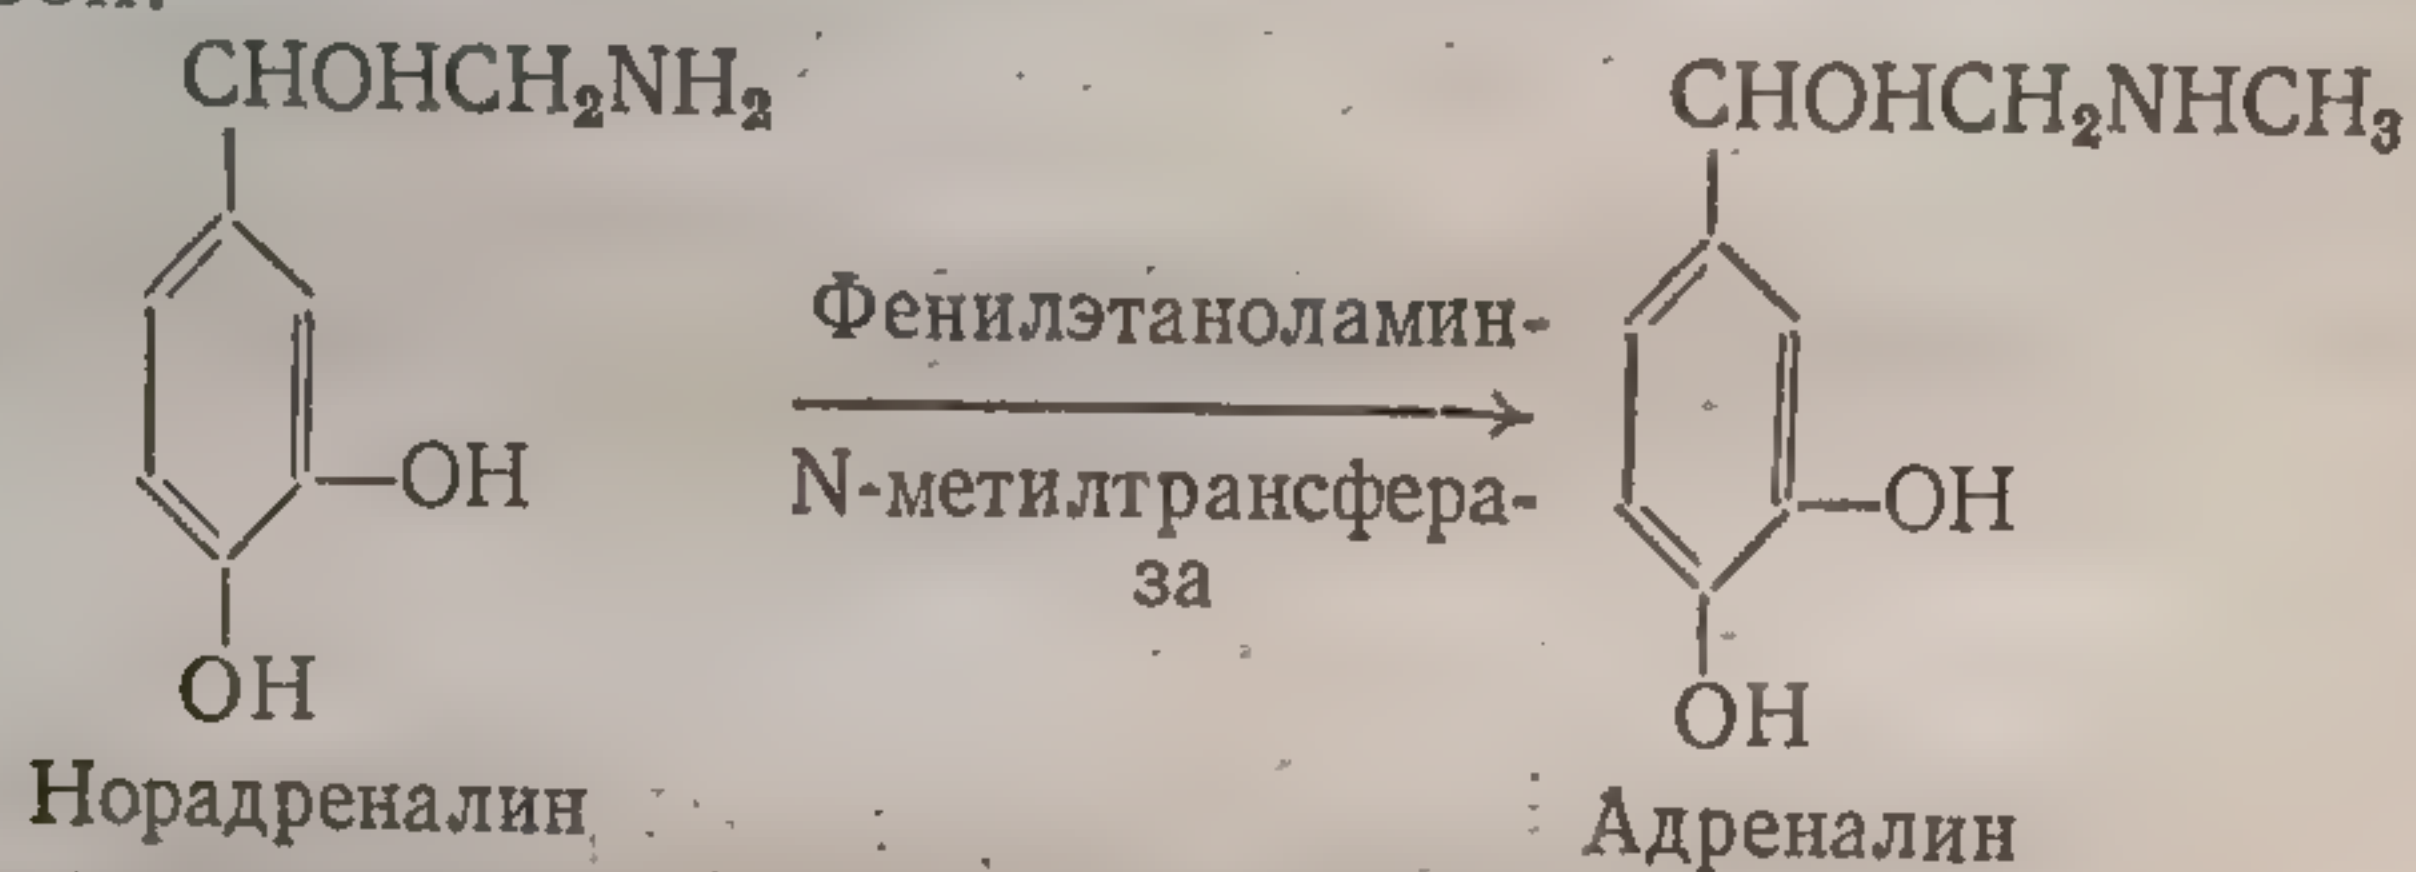 CHOHCH₂NH₂
CHOHCH₂NHCH₃
Фенилэтаноламин-
N-метилтрансфера-
за
OH
OH
OH
OH
Норадреналин
Адреналин